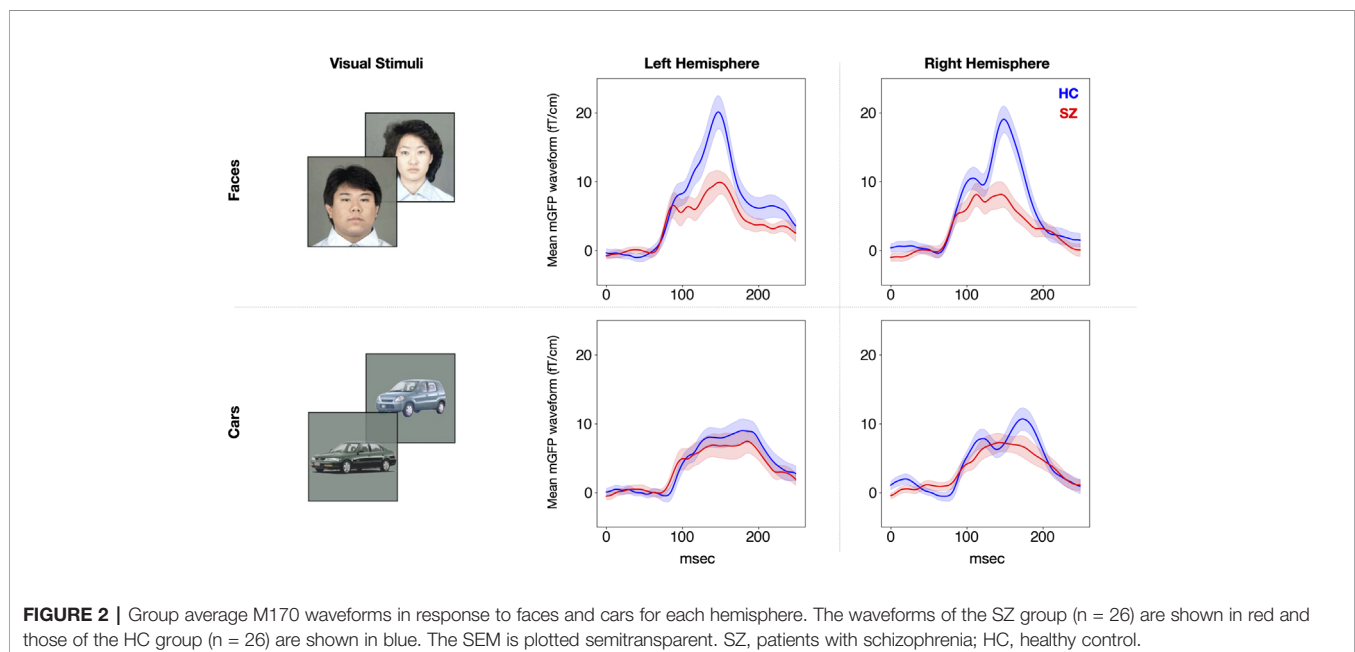 Visual Stimuli
Left Hemisphere
Right Hemisphere
Faces
Mean mGFP waveform (fT/cm)
20
10
0
0 100 200
HC
SZ
20
10
0
0 100 200
Cars
Mean mGFP waveform (fT/cm)
20
10
0
0 100 200
msec
20
10
0
0 100 200
msec
FIGURE 2 | Group average M170 waveforms in response to faces and cars for each hemisphere. The waveforms of the SZ group (n = 26) are shown in red and
those of the HC group (n = 26) are shown in blue. The SEM is plotted semitransparent. SZ, patients with schizophrenia; HC, healthy control.